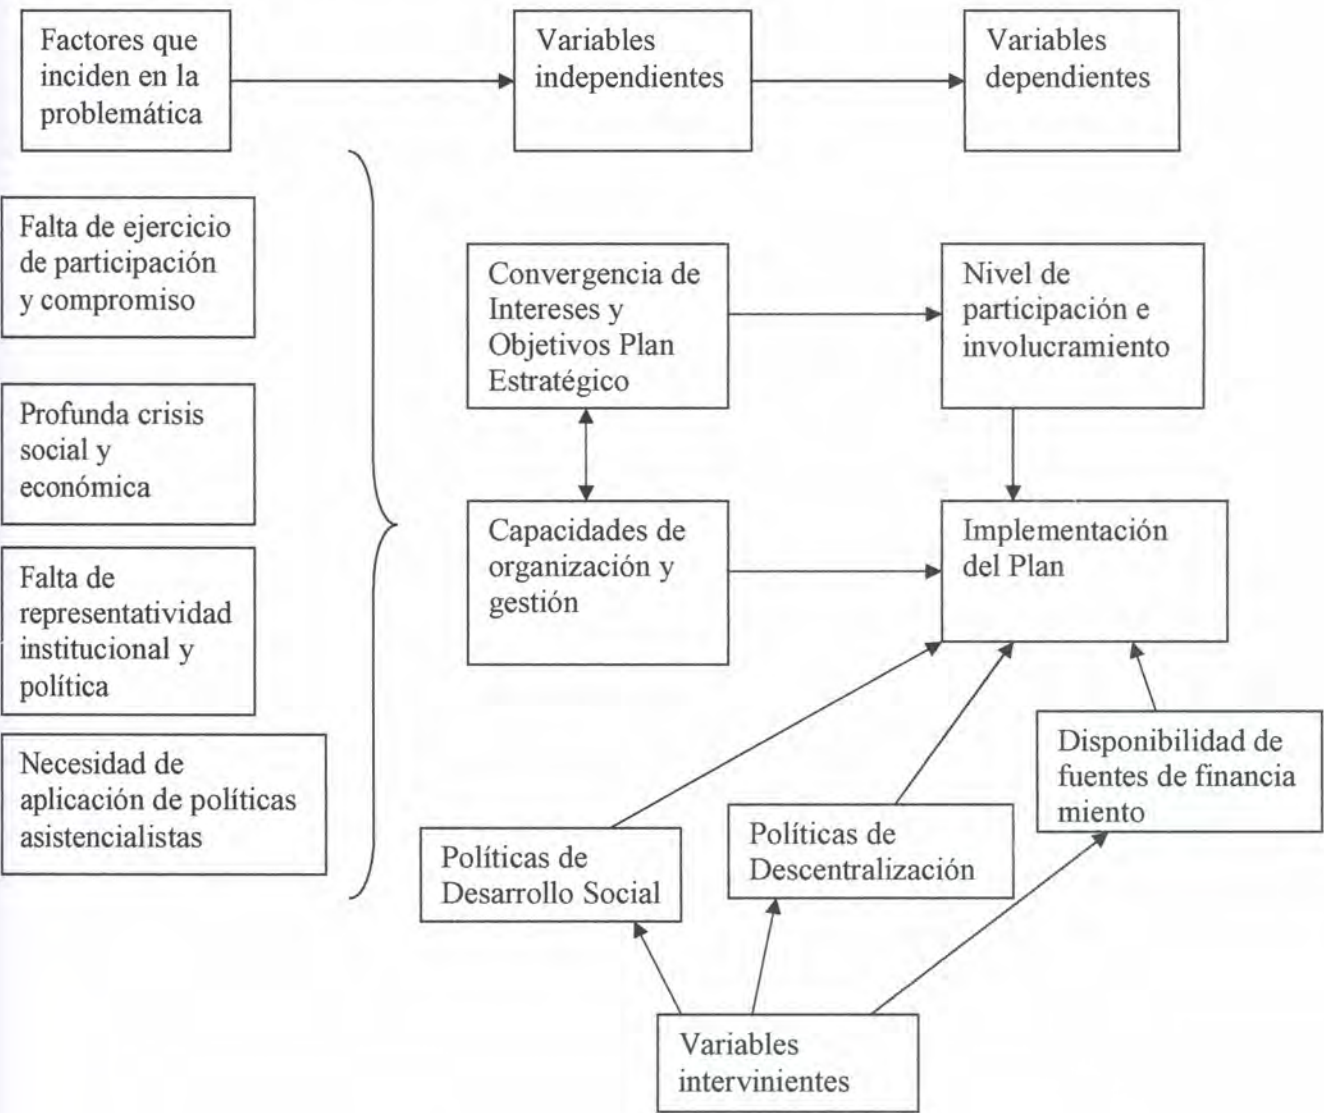 Factores que
inciden en la
problemática
Variables
independientes
Variables
dependientes
Falta de ejercicio
de participación
y compromiso
Profunda crisis
social y
económica
Falta de
representatividad
institucional y
política
Necesidad de
aplicación de políticas
asistencialistas
Convergencia de
Intereses y
Objetivos Plan
Estratégico
Nivel de
participación e
involucramiento
Capacidades de
organización y
gestión
Implementación
del Plan
Políticas de
Desarrollo Social
Políticas de
Descentralización
Disponibilidad de
fuentes de financia
miento
Variables
intervinientes